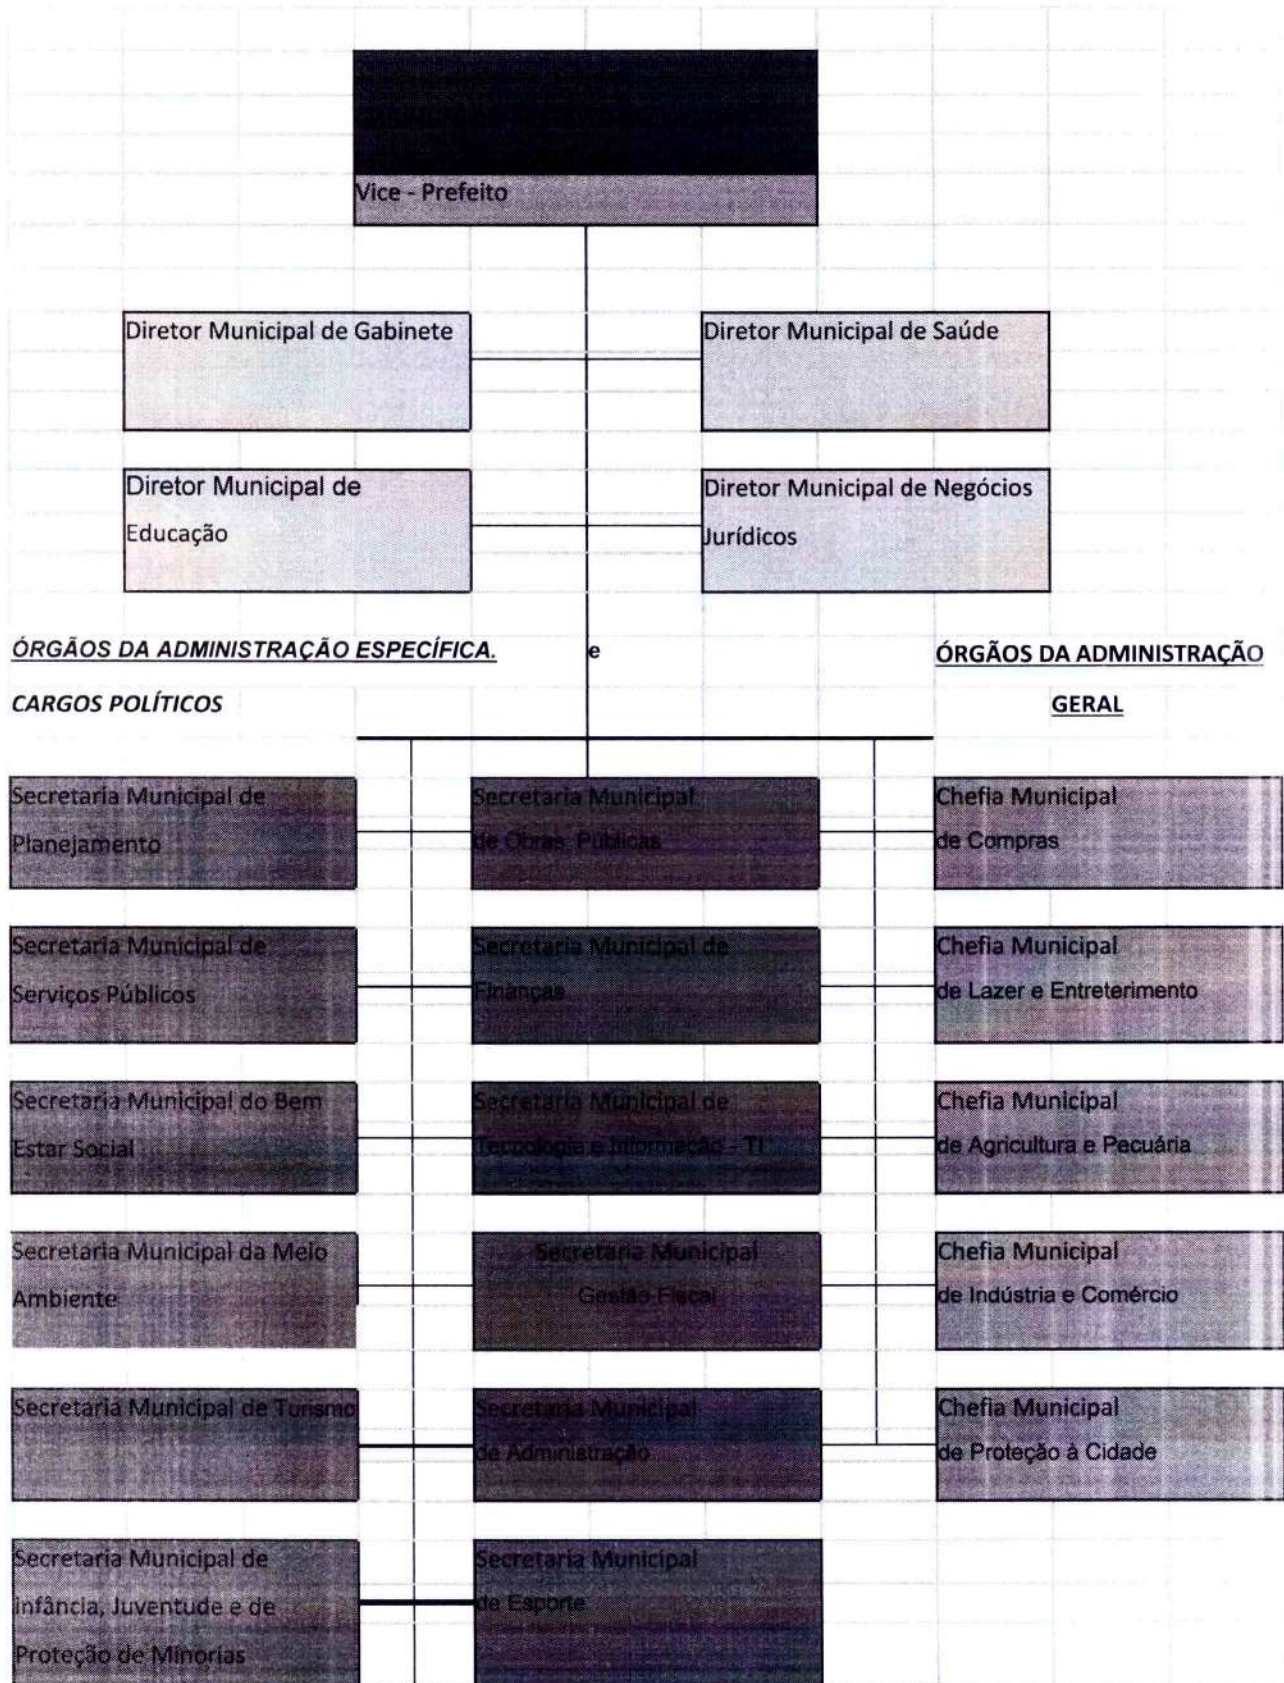 Vice - Prefeito
Diretor Municipal de Gabinete
Diretor Municipal de Saúde
Diretor Municipal de
Educação
Diretor Municipal de Negócios
Jurídicos
ÓRGÃOS DA ADMINISTRAÇÃO ESPECÍFICA.
e
ÓRGÃOS DA ADMINISTRAÇÃO
GERAL
CARGOS POLÍTICOS
Secretaria Municipal de
Planejamento
Secretaria Municipal
de Obras Públicas
Chefia Municipal
de Compras
Secretaria Municipal de
Serviços Públicos
Secretaria Municipal de
Finanças
Chefia Municipal
de Lazer e Entreterimento
Secretaria Municipal do Bem
Estar Social
Secretaria Municipal de
Tecnologia e Informação - TI
Chefia Municipal
de Agricultura e Pecuária
Secretaria Municipal da Meio
Ambiente
Secretaria Municipal
Gestão Fiscal
Chefia Municipal
de Indústria e Comércio
Secretaria Municipal de Turismo
Secretaria Municipal
de Administração
Chefia Municipal
de Proteção à Cidade
Secretaria Municipal de
Infância, Juventude e de
Proteção de Minorias
Secretaria Municipal
de Esporte